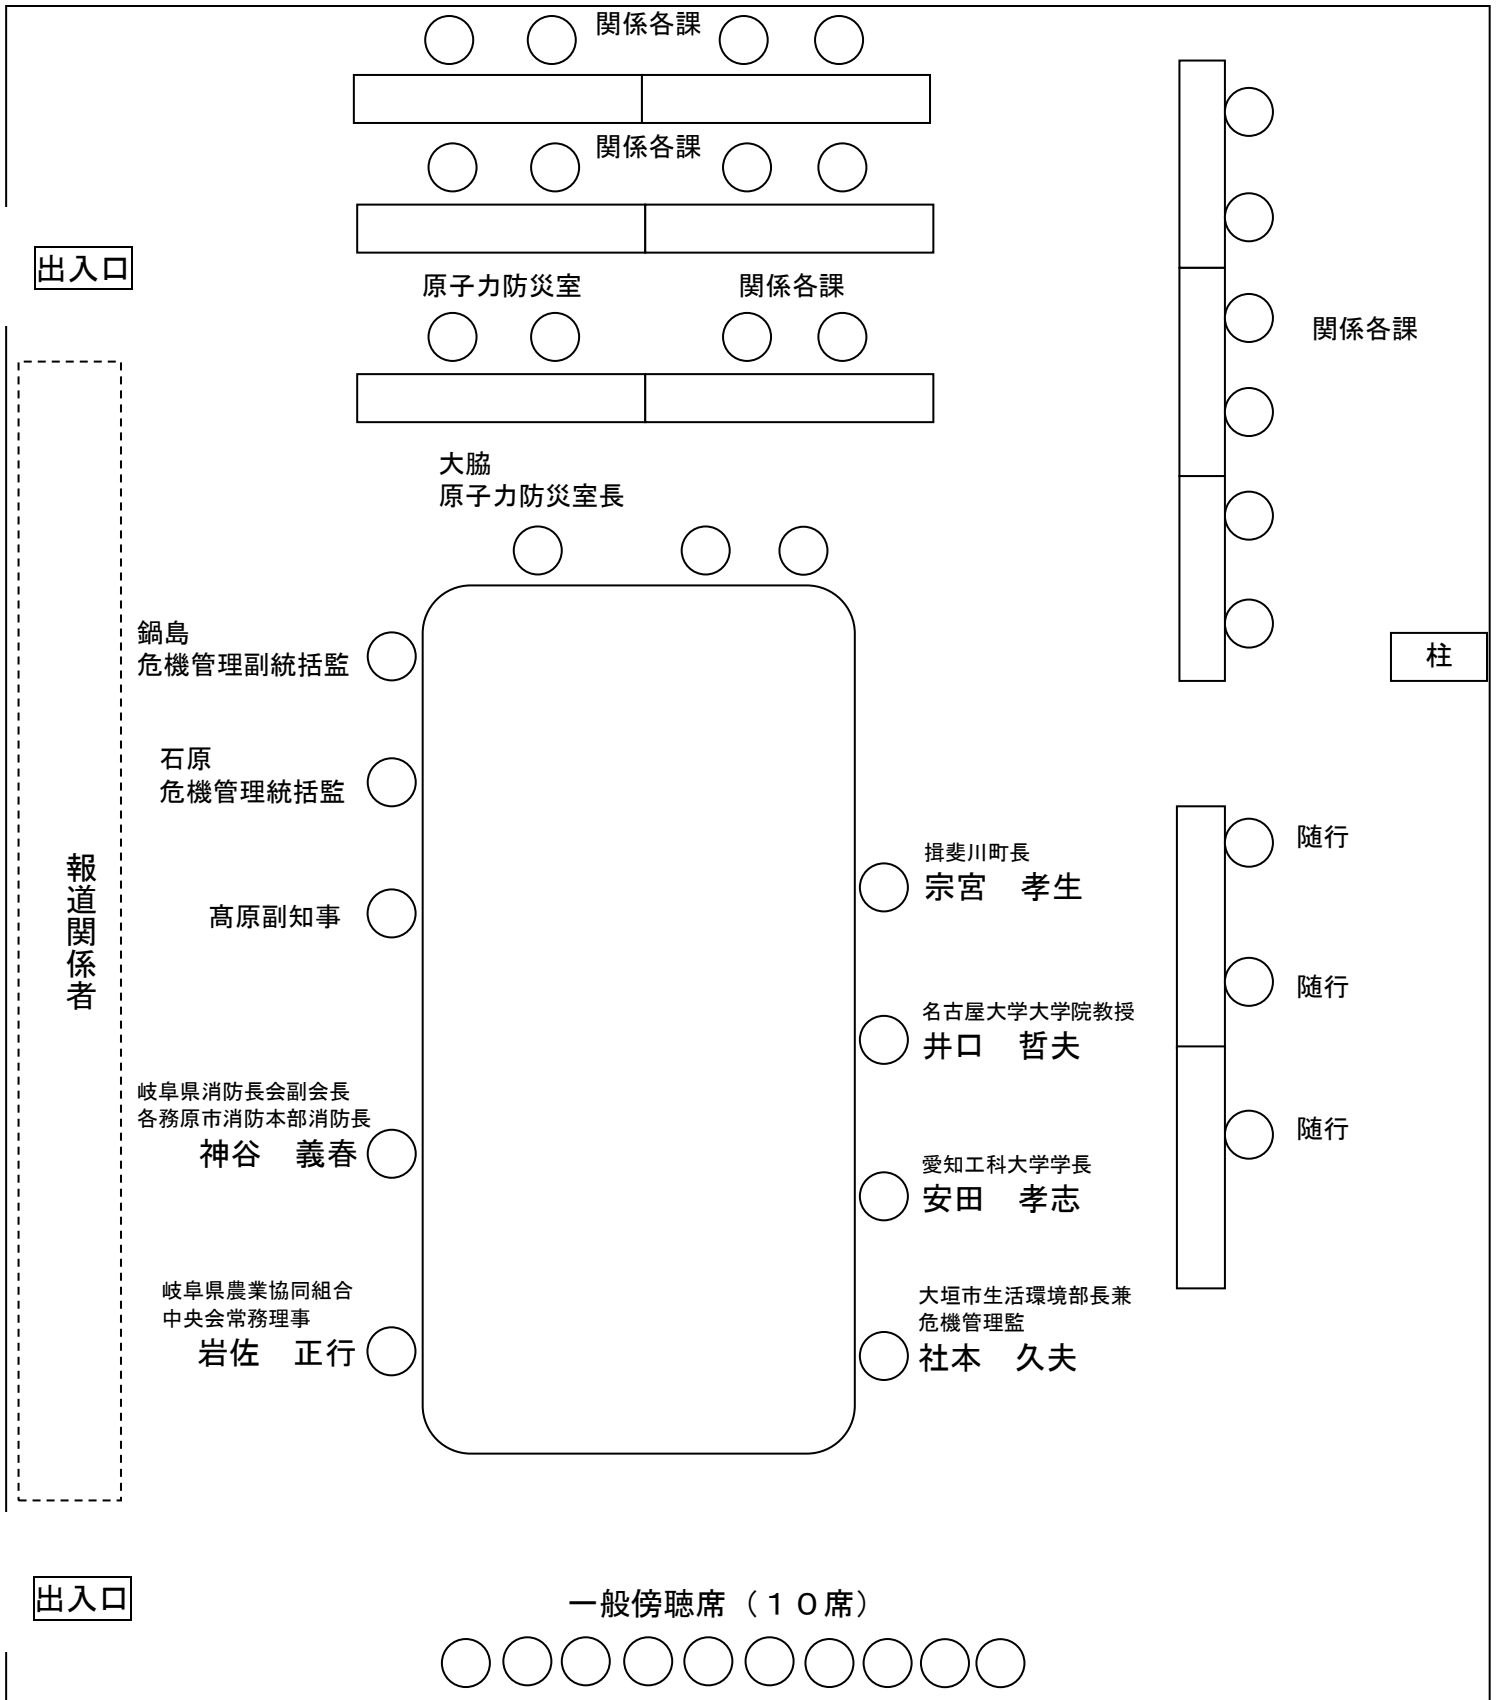 関係各課
関係各課
出入口
原子力防災室
関係各課
関係各課
大脇
原子力防災室長
鍋島
危機管理副統括監
柱
石原
危機管理統括監
報道関係者
髙原副知事
揖斐川町長
宗宮　孝生
随行
名古屋大学大学院教授
井口　哲夫
随行
岐阜県消防長会副会長
各務原市消防本部消防長
神谷　義春
随行
愛知工科大学学長
安田　孝志
岐阜県農業協同組合
中央会常務理事
岩佐　正行
大垣市生活環境部長兼
危機管理監
社本　久夫
出入口
一般傍聴席（１０席）